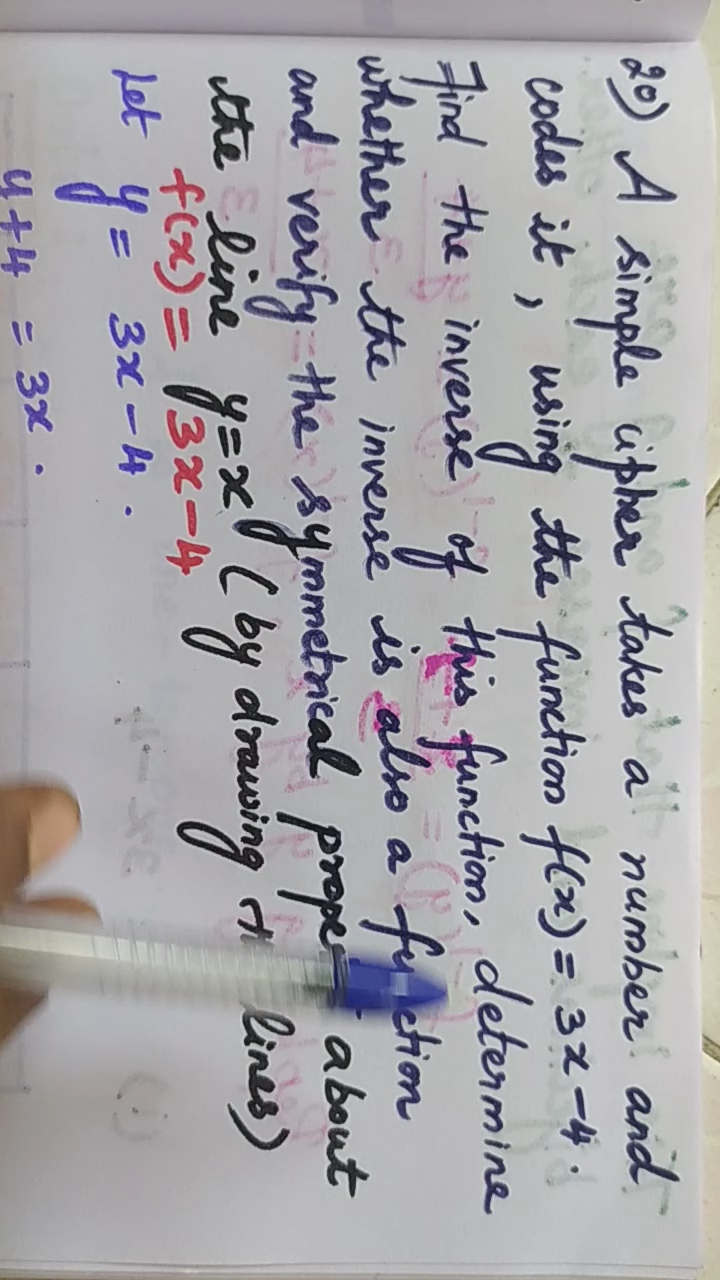 20) A simple cipher takes a number and
codes it, using the function f(x) = 3x-4.
Find the inverse of this function, determine
whether the inverse is also a function
and verify the symmetrical prope about
the line y=x (by drawing lines)
f(x) = 3x-4
Let y = 3x-4.
y+4 = 3x.